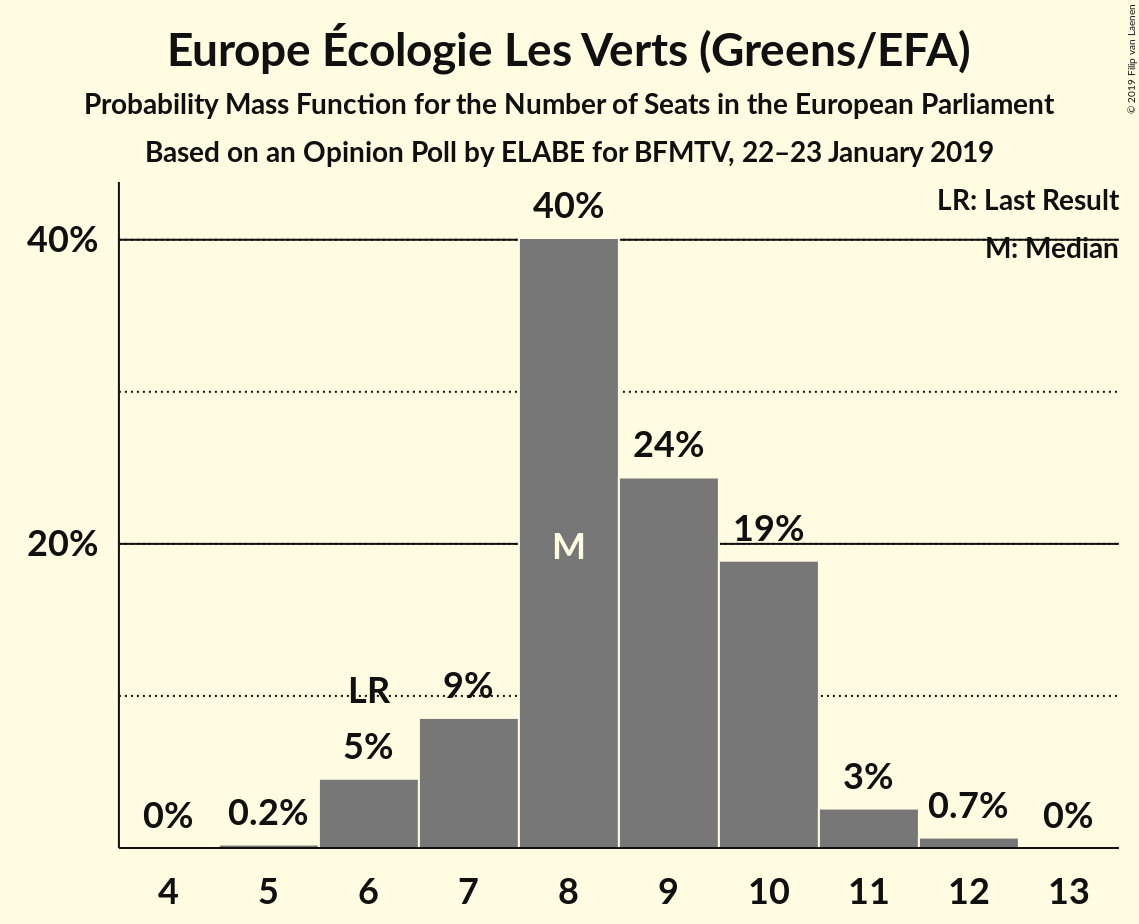 Europe Écologie Les Verts (Greens/EFA)
Probability Mass Function for the Number of Seats in the European Parliament
Based on an Opinion Poll by ELABE for BFMTV, 22–23 January 2019
© 2019 Filip van Laenen
LR: Last Result
M: Median
40%
20%
0%
0.2%
LR
5%
9%
40%
M
24%
19%
3%
0.7%
0%
4 5 6 7 8 9 10 11 12 13